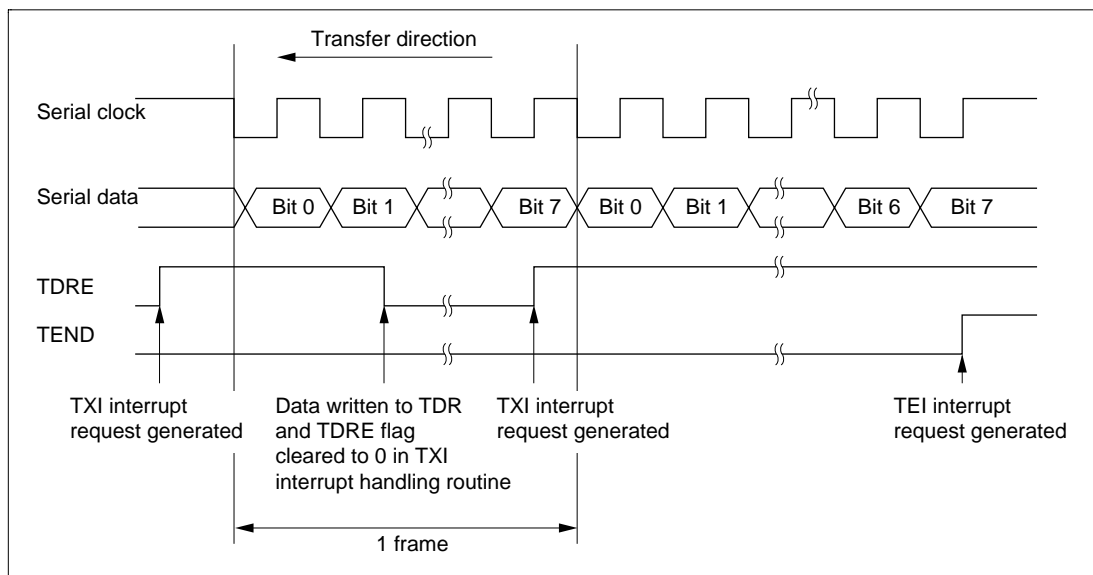 Transfer direction
Serial clock
Serial data
Bit 0
Bit 1
Bit 7
Bit 0
Bit 1
Bit 6
Bit 7
TDRE
TEND
TXI interrupt
request generated
Data written to TDR
and TDRE flag
cleared to 0 in TXI
interrupt handling routine
TXI interrupt
request generated
TEI interrupt
request generated
1 frame